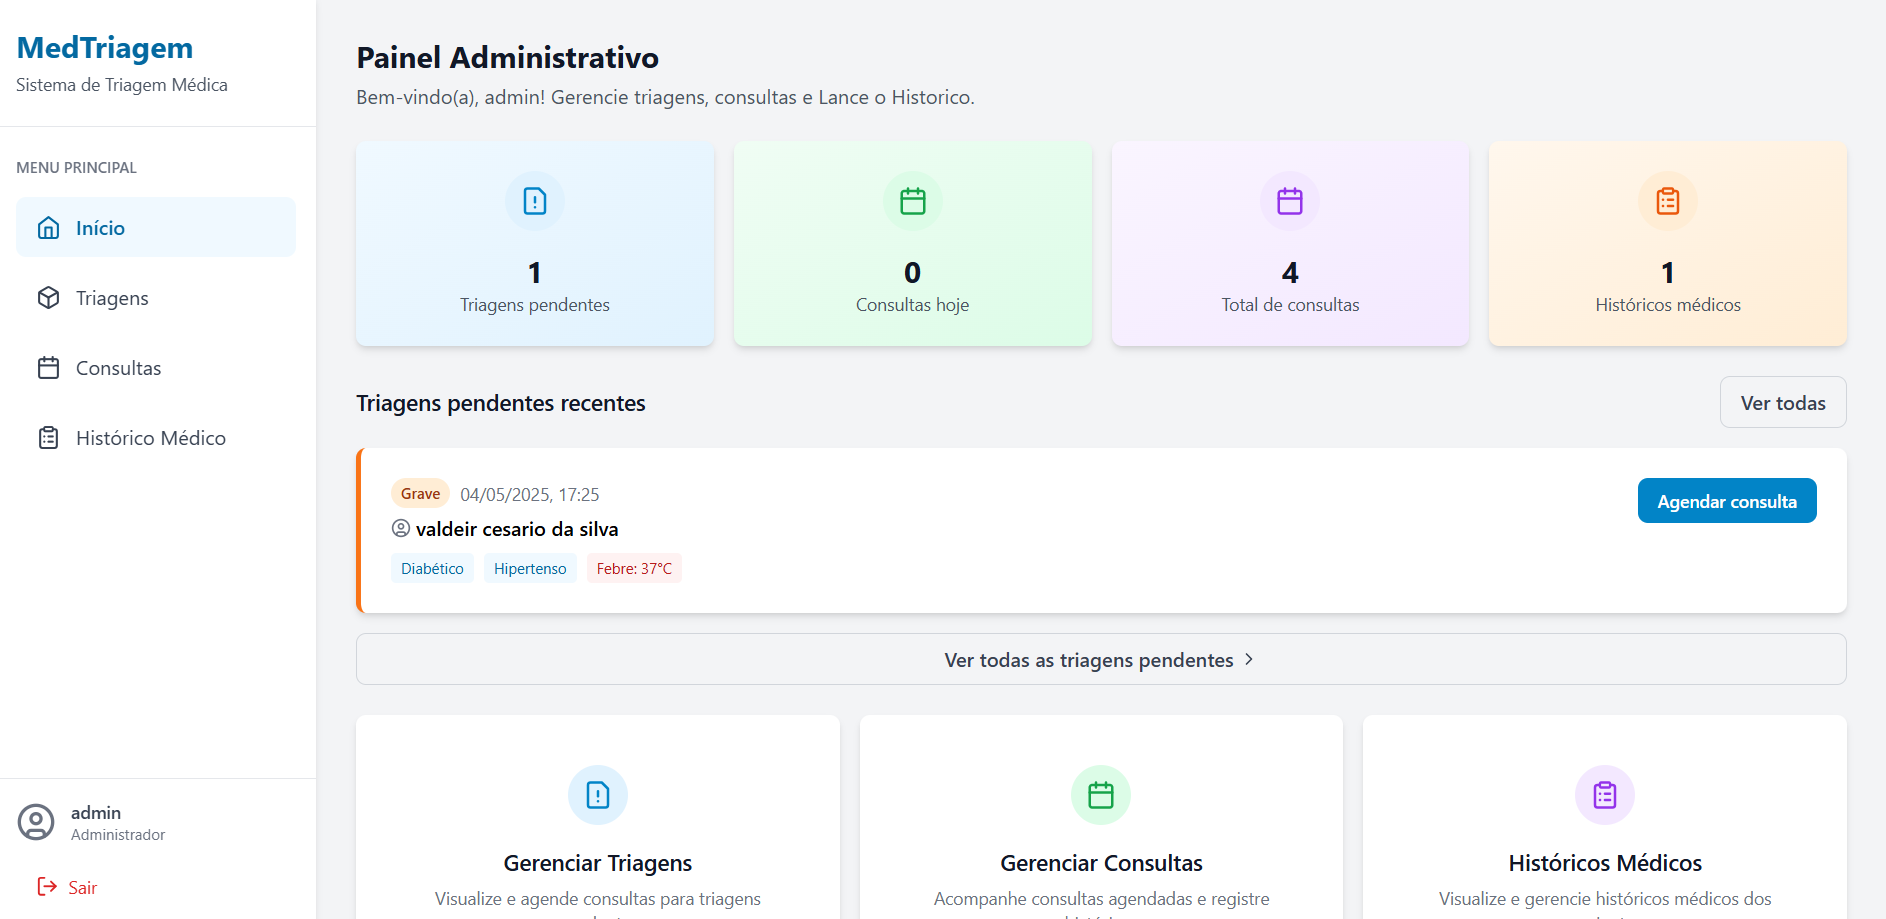 MedTriagem
Sistema de Triagem Médica
MENU PRINCIPAL
Início
Triagens
Consultas
Histórico Médico
admin
Administrador
Sair
Painel Administrativo
Bem-vindo(a), admin! Gerencie triagens, consultas e Lance o Historico.
1
Triagens pendentes
0
Consultas hoje
4
Total de consultas
1
Históricos médicos
Triagens pendentes recentes
Ver todas
Grave 04/05/2025, 17:25
valdeir cesario da silva
Diabético Hipertenso Febre: 37°C
Agendar consulta
Ver todas as triagens pendentes
Gerenciar Triagens
Visualize e agende consultas para triagens
Gerenciar Consultas
Acompanhe consultas agendadas e registre
Históricos Médicos
Visualize e gerencie históricos médicos dos